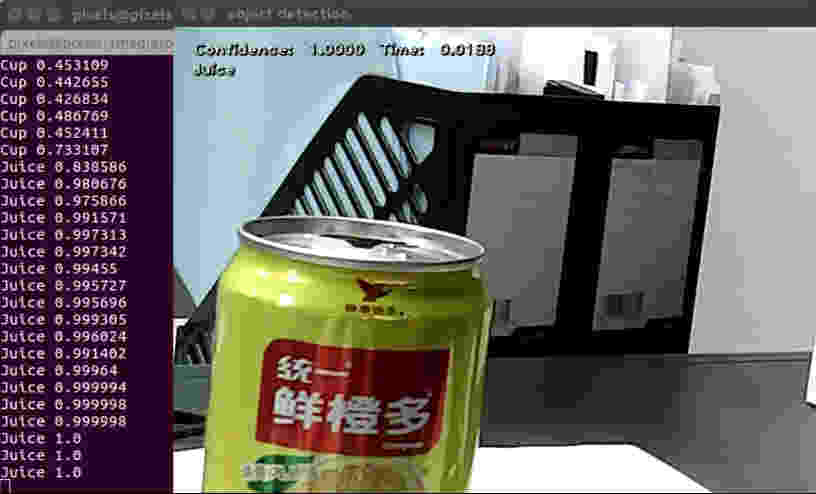 object detection
Cup 0.453109
Cup 0.442655
Cup 0.426834
Cup 0.486769
Cup 0.452411
Cup 0.733107
Juice 0.838586
Juice 0.980676
Juice 0.975866
Juice 0.991571
Juice 0.997313
Juice 0.997342
Juice 0.99455
Juice 0.995727
Juice 0.995696
Juice 0.999305
Juice 0.996024
Juice 0.991402
Juice 0.99964
Juice 0.999994
Juice 0.999998
Juice 0.999998
Juice 1.0
Juice 1.0
Juice 1.0
Confidence: 1.0000 Time: 0.0188
Juice
统一
鲜橙多